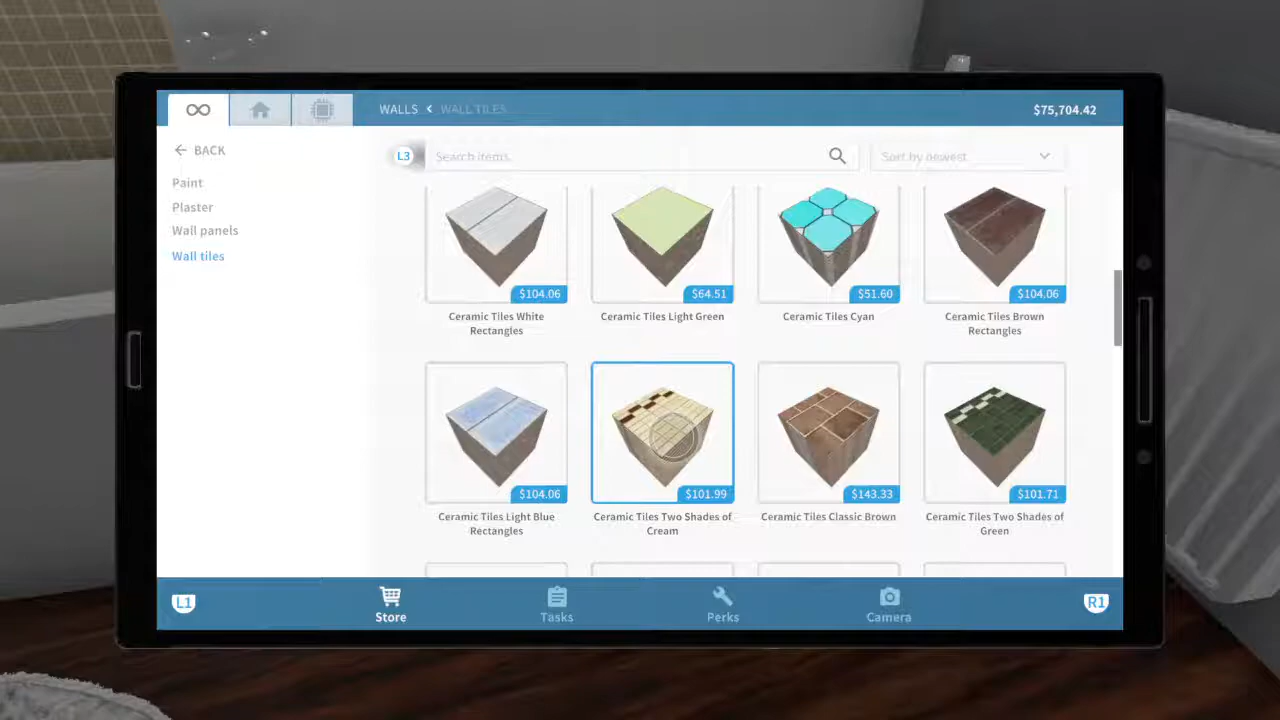 WALLS < WALL TILES
$75,704.42
BACK
L3
Search items
Sort by newest
Paint
Plaster
Wall panels
Wall tiles
$104.06
$64.51
$51.60
$104.06
Ceramic Tiles White
Rectangles
Ceramic Tiles Light Green
Ceramic Tiles Cyan
Ceramic Tiles Brown
Rectangles
$104.06
$101.99
$143.33
$101.71
Ceramic Tiles Light Blue
Rectangles
Ceramic Tiles Two Shades of
Cream
Ceramic Tiles Classic Brown
Ceramic Tiles Two Shades of
Green
L1
Store
Tasks
Perks
Camera
R1